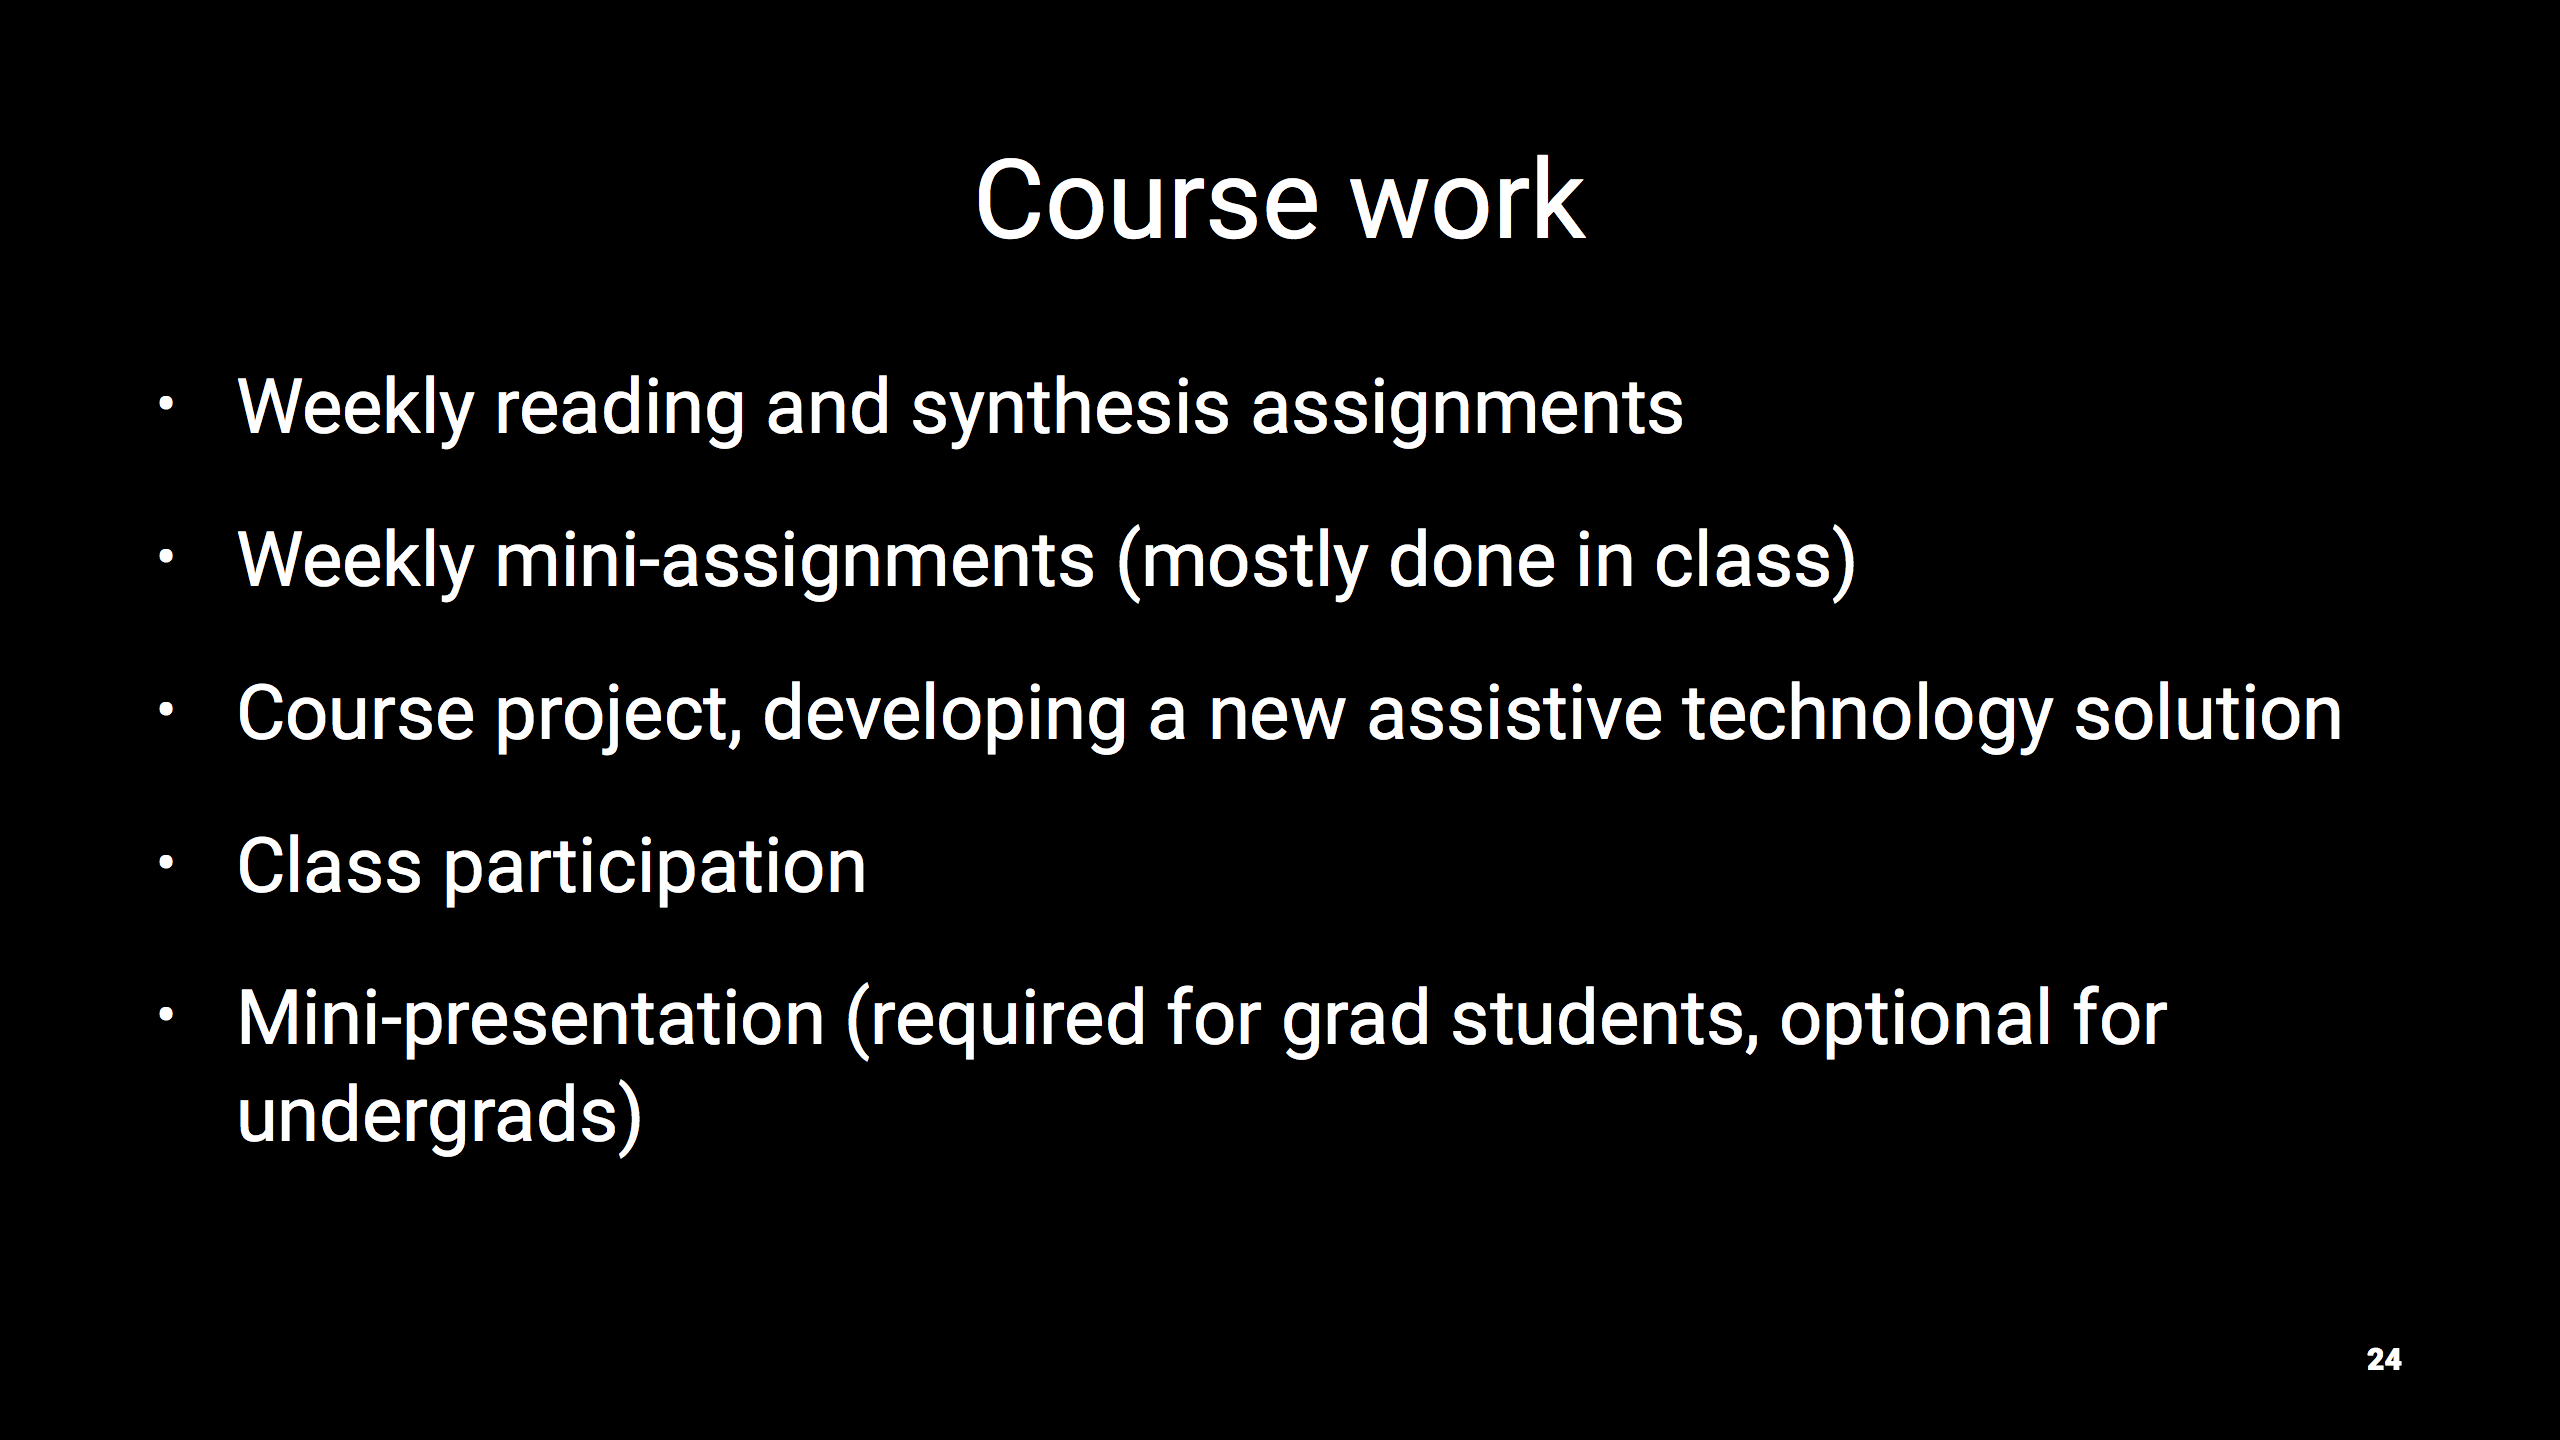 Course work
• Weekly reading and synthesis assignments
• Weekly mini-assignments (mostly done in class)
• Course project, developing a new assistive technology solution
• Class participation
• Mini-presentation (required for grad students, optional for
undergrads)
24